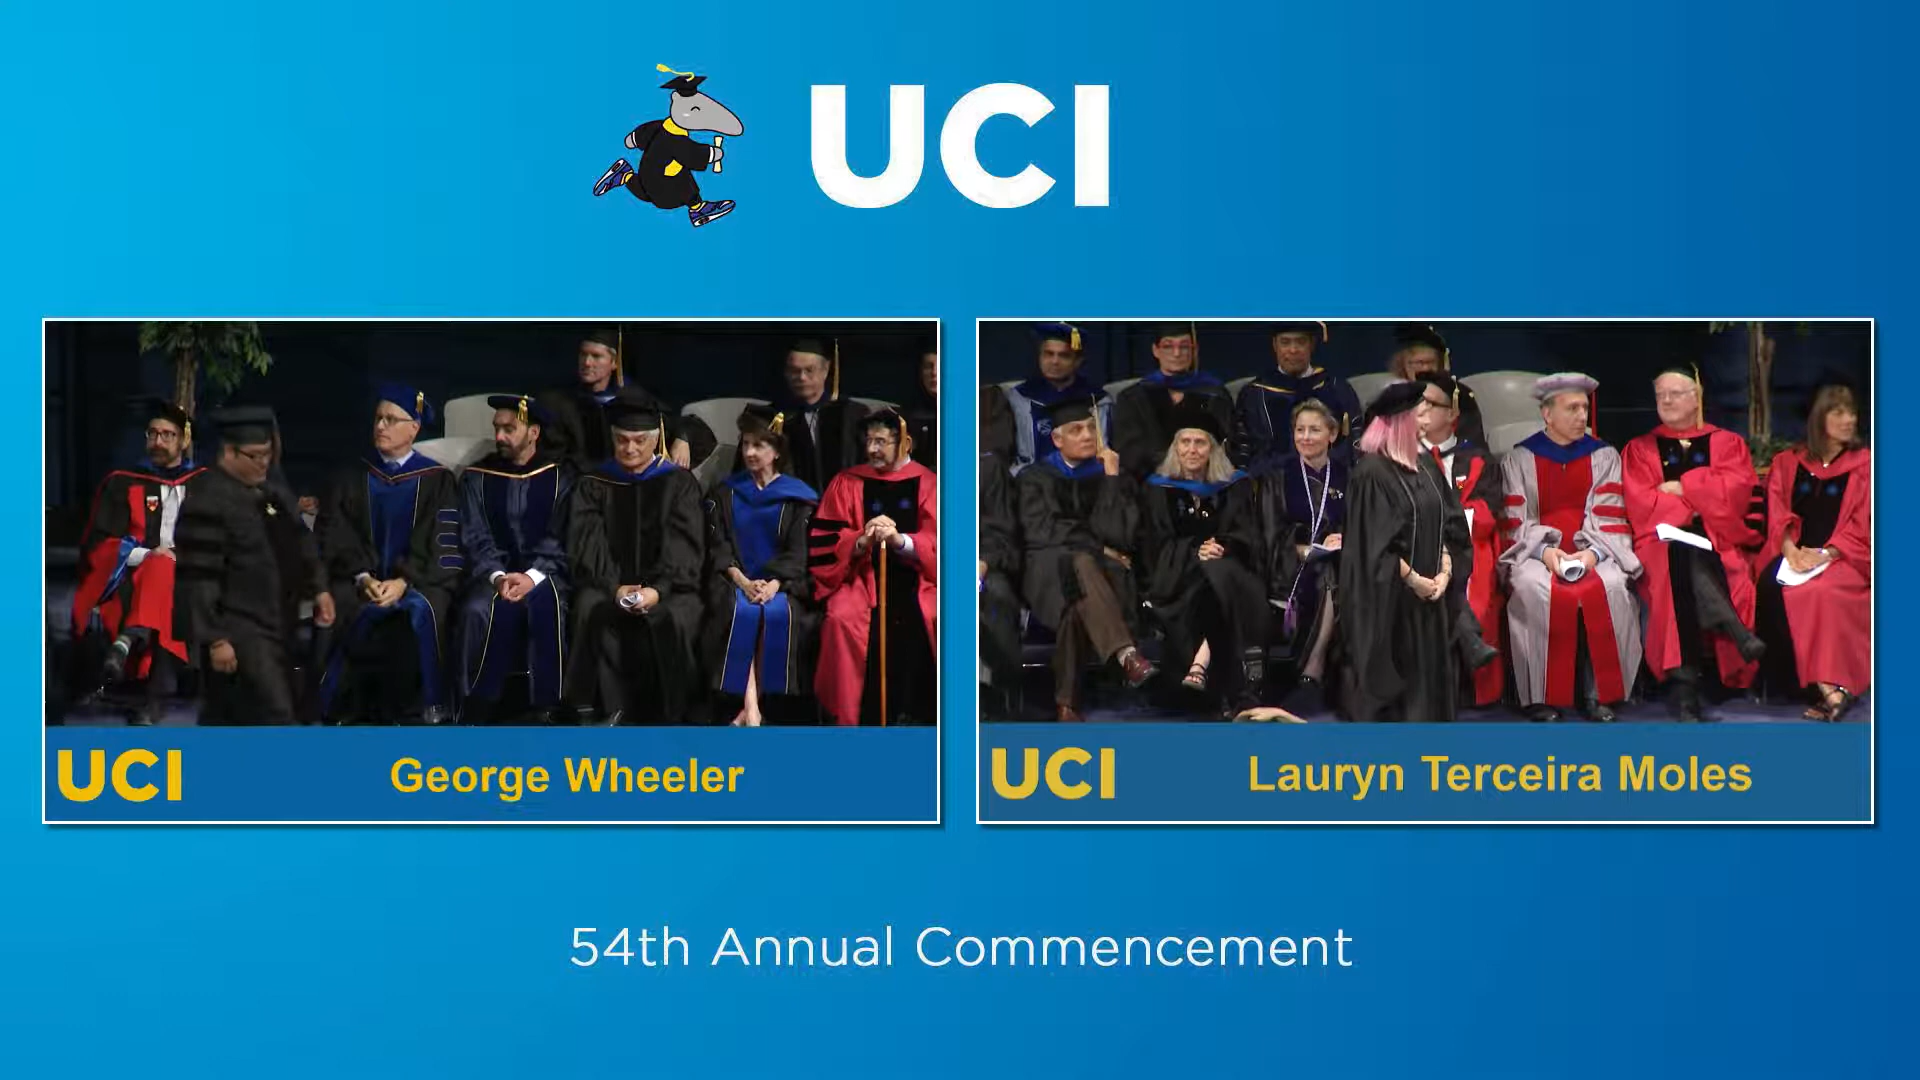 UCI
UCI
George Wheeler
UCI
Lauryn Terceira Moles
54th Annual Commencement